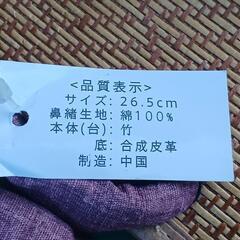 <品質表示>
サイズ: 26.5cm
鼻緒生地: 綿100%
本体(台): 竹
底: 合成皮革
制造: 中国